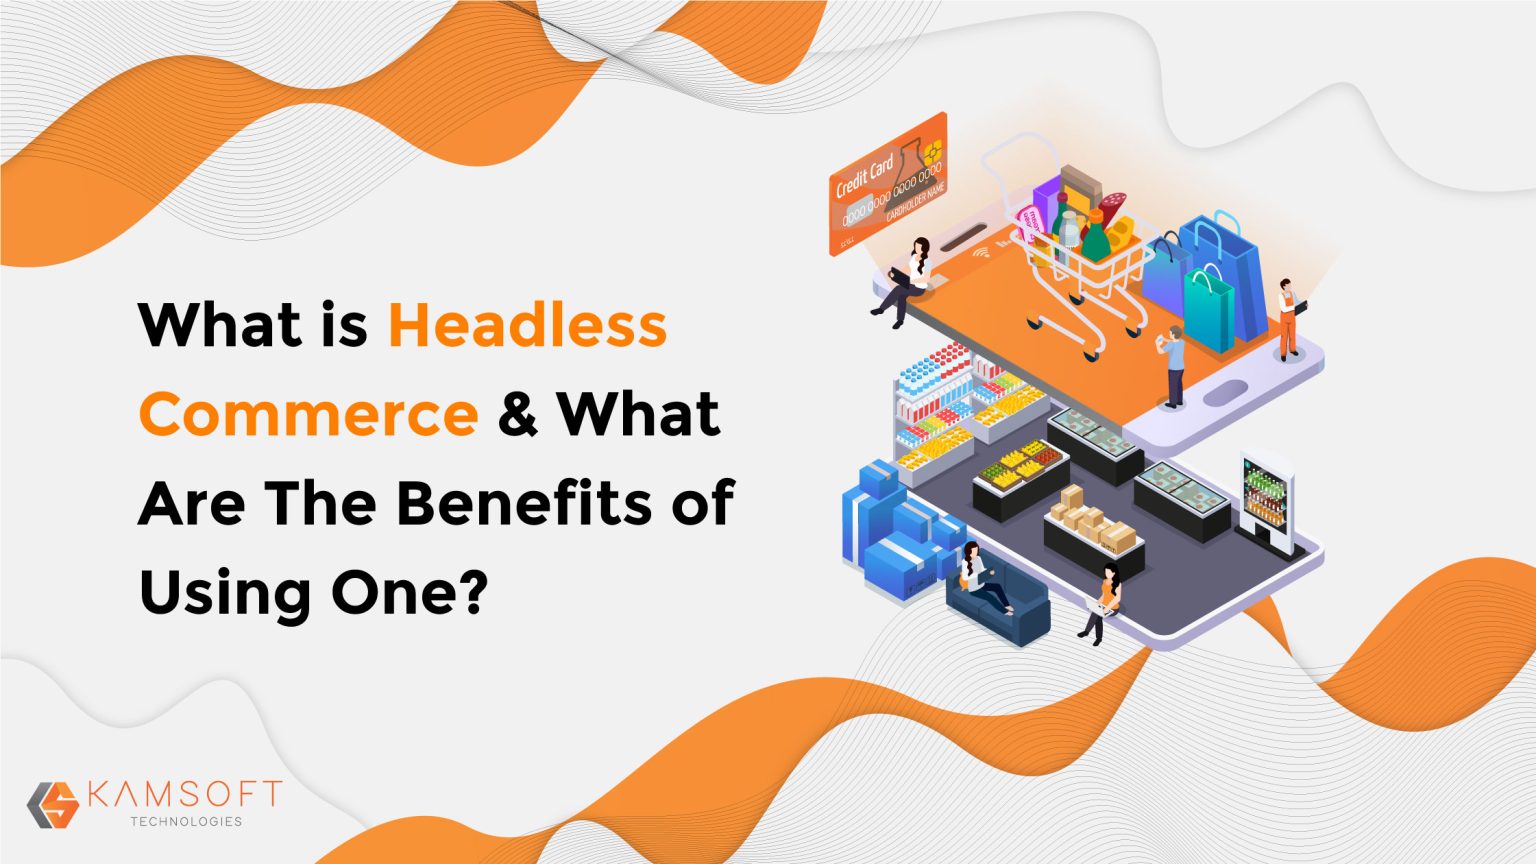 What is Headless
Commerce & What
Are The Benefits of
Using One?
Credit Card
0000 0000 0000 0000
CARDHOLDER NAME
KAMSOFT
TECHNOLOGIES